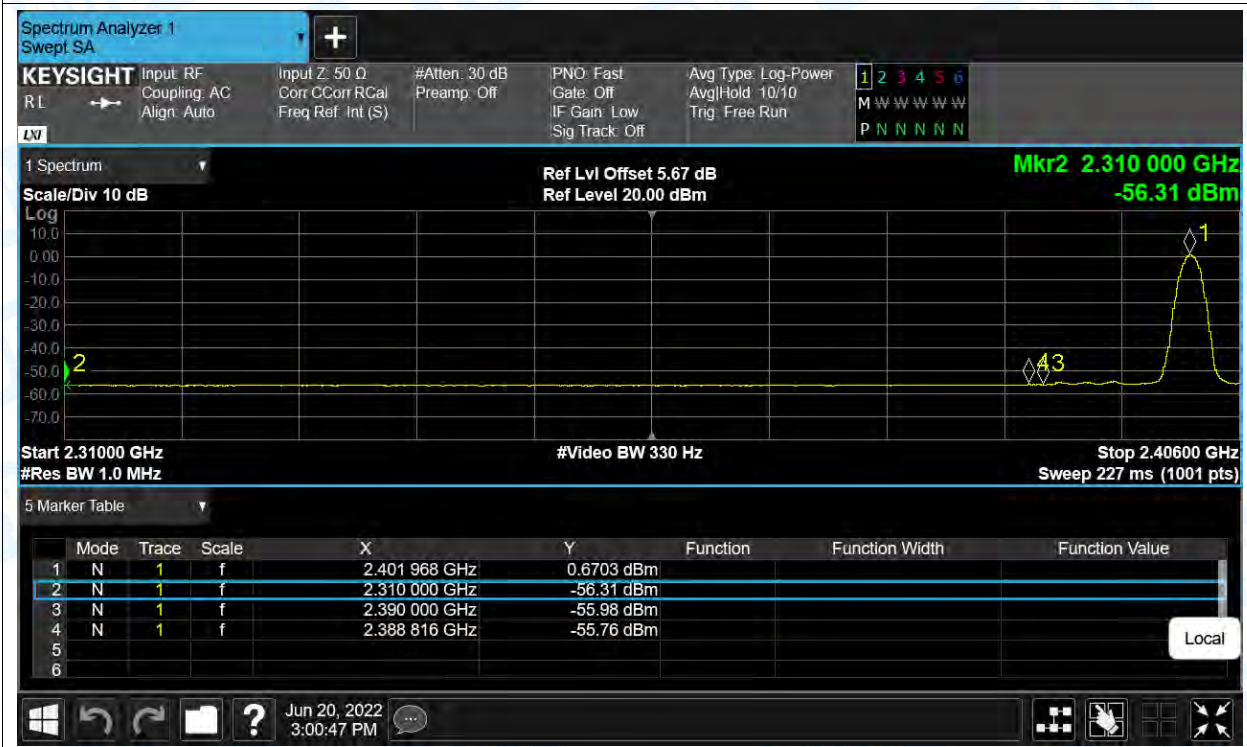 Spectrum Analyzer 1
Swept SA
+
KEYSIGHT Input: RF Input Z: 50 Ω #Atten: 30 dB PNO: Fast Avg Type: Log-Power 1 2 3 4 5 6
R L Coupling: AC Corr CCorr RCal Preamp: Off Gate: Off Avg|Hold: 10/10 M W W W W W
Align: Auto Freq Ref: Int (S) IF Gain: Low Trig: Free Run
LXI Sig Track: Off P N N N N N
1 Spectrum Ref Lvl Offset 5.67 dB Mkr2 2.310 000 GHz
Scale/Div 10 dB Ref Level 20.00 dBm -56.31 dBm
Log
10.0
1
0.00
-10.0
-20.0
-30.0
-40.0
2 4 3
-50.0
-60.0
-70.0
Start 2.31000 GHz #Video BW 330 Hz Stop 2.40600 GHz
#Res BW 1.0 MHz Sweep 227 ms (1001 pts)
5 Marker Table
Mode Trace Scale X Y Function Function Width Function Value
1 N 1 f 2.401 968 GHz 0.6703 dBm
2 N 1 f 2.310 000 GHz -56.31 dBm
3 N 1 f 2.390 000 GHz -55.98 dBm
4 N 1 f 2.388 816 GHz -55.76 dBm
5
6
Local
? Jun 20, 2022
3:00:47 PM